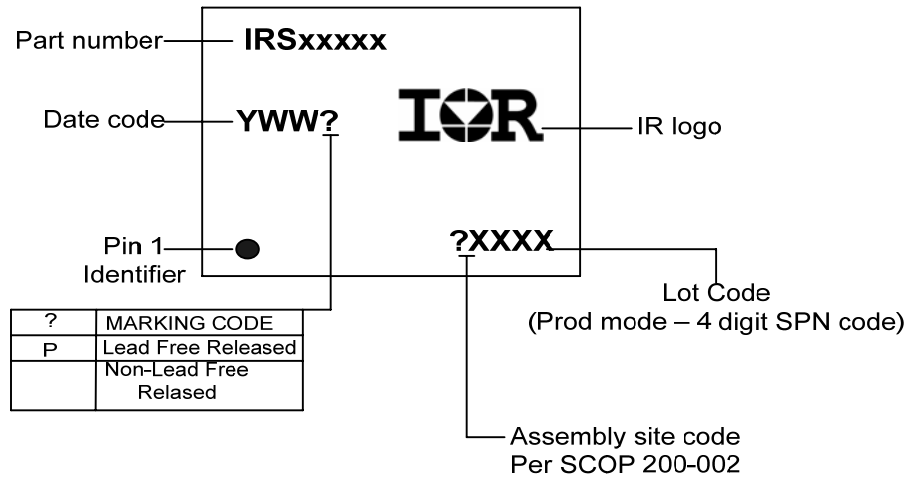 Part number
IRSxxxxx
Date code
YWW?
IOR
IR logo
Pin 1
Identifier
?XXXX
Lot Code
(Prod mode – 4 digit SPN code)
? MARKING CODE
P Lead Free Released
Non-Lead Free
Relased
Assembly site code
Per SCOP 200-002